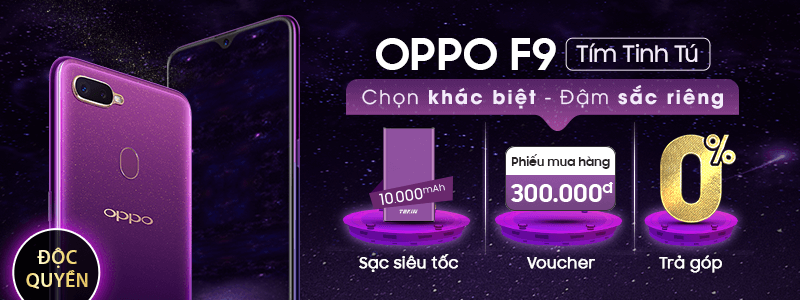 OPPO F9 Tím Tinh Tú
Chọn khác biệt - Đậm sắc riêng
oppo
ĐỘC
QUYỀN
10.000mAh
Sạc siêu tốc
Phiếu mua hàng
300.000đ
Voucher
0%
Trả góp